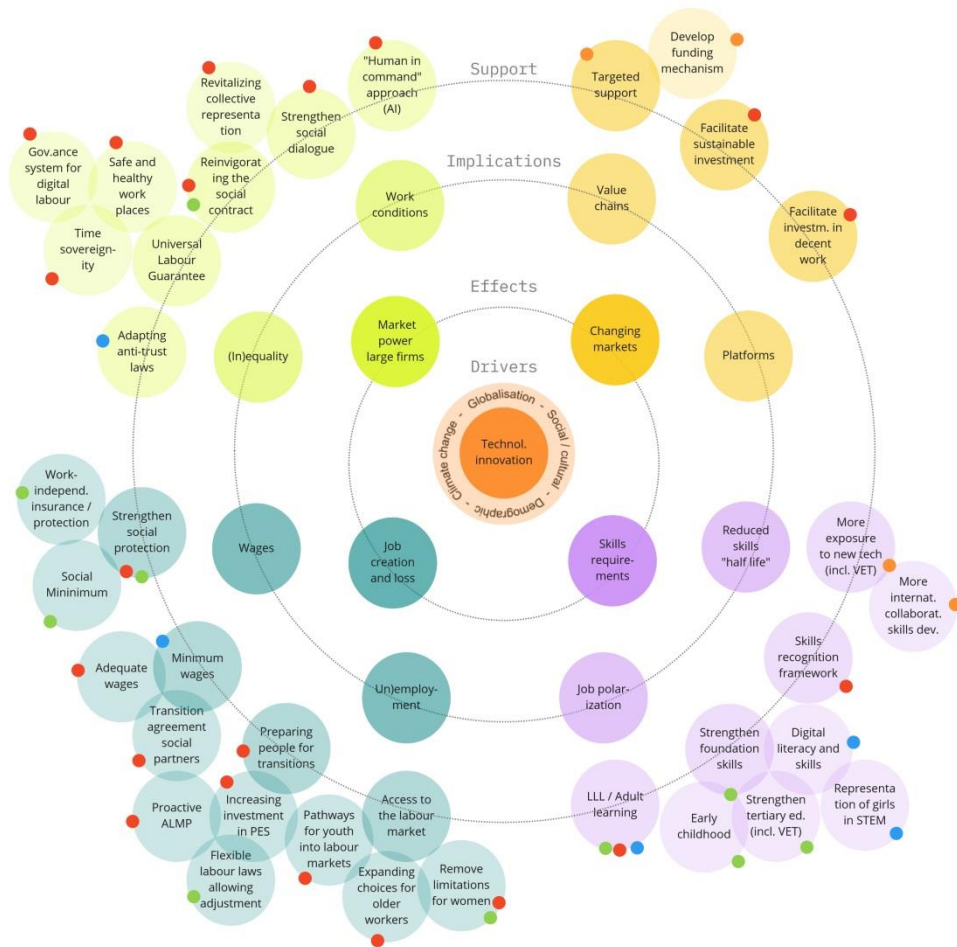 Support
Implications
Effects
Drivers
Climate change - Globalisation - Social / cultural - Demographic -
Technol.
innovation
Market
power
large firms
Changing
markets
Job
creation
and loss
Skills
require-
ments
Work
conditions
Value
chains
(In)equality
Platforms
Wages
Reduced
skills
"half life"
Un)employ-
ment
Job polar-
ization
"Human in
command"
approach
(AI)
Revitalizing
collective
representa
tion
Strengthen
social
dialogue
Gov.ance
system for
digital
labour
Safe and
healthy
work
places
Reinvigorat
ing the
social
contract
Time
sovereign-
ity
Universal
Labour
Guarantee
Adapting
anti-trust
laws
Targeted
support
Develop
funding
mechanism
Facilitate
sustainable
investment
Facilitate
investm. in
decent
work
Work-
independ.
insurance /
protection
Strengthen
social
protection
Social
Mininimum
Adequate
wages
Minimum
wages
Transition
agreement
social
partners
Preparing
people for
transitions
Proactive
ALMP
Increasing
investment
in PES
Pathways
for youth
into labour
markets
Access to
the labour
market
Flexible
labour laws
allowing
adjustment
Expanding
choices for
older
workers
Remove
limitations
for women
More
exposure
to new tech
(incl. VET)
More
internat.
collaborat.
skills dev.
Skills
recognition
framework
Strengthen
foundation
skills
Digital
literacy and
skills
LLL / Adult
learning
Early
childhood
Strengthen
tertiary ed.
(incl. VET)
Representa
tion of girls
in STEM